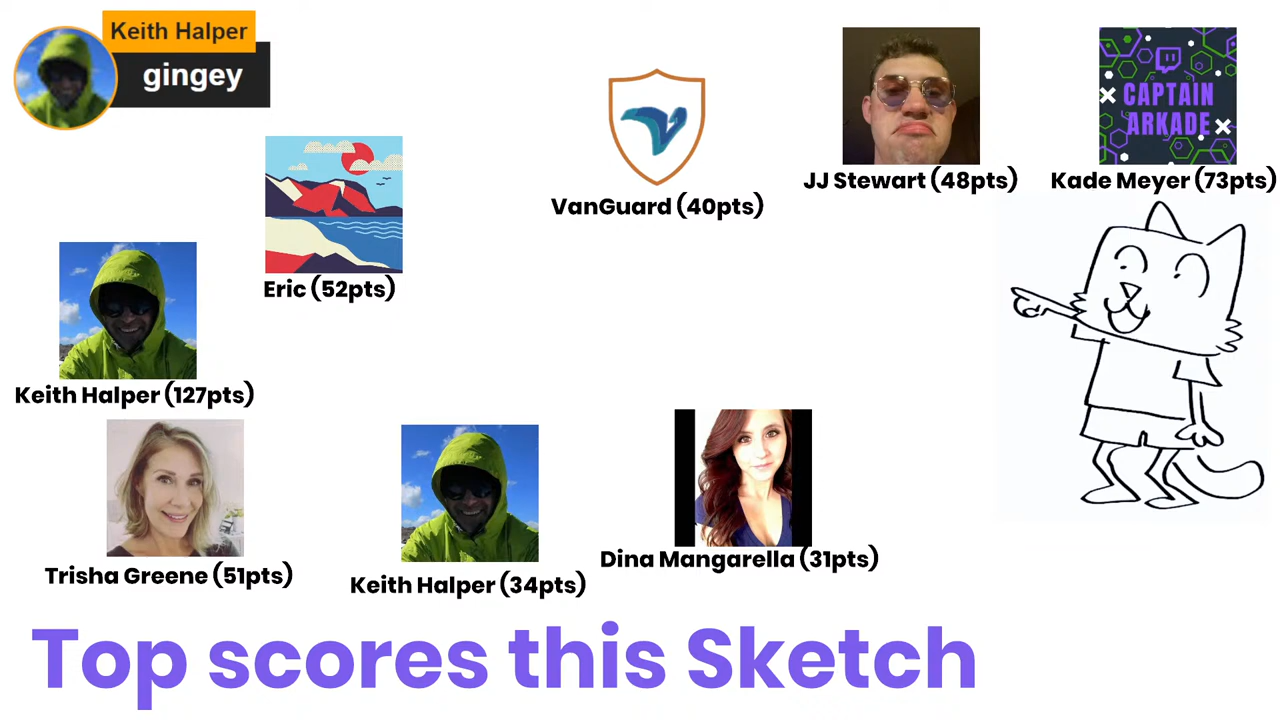 Keith Halper
gingey
CAPTAIN
ARKADE
JJ Stewart (48pts)
Kade Meyer (73pts)
VanGuard (40pts)
Eric (52pts)
Keith Halper (127pts)
Trisha Greene (51pts)
Keith Halper (34pts)
Dina Mangarella (31pts)
Top scores this Sketch